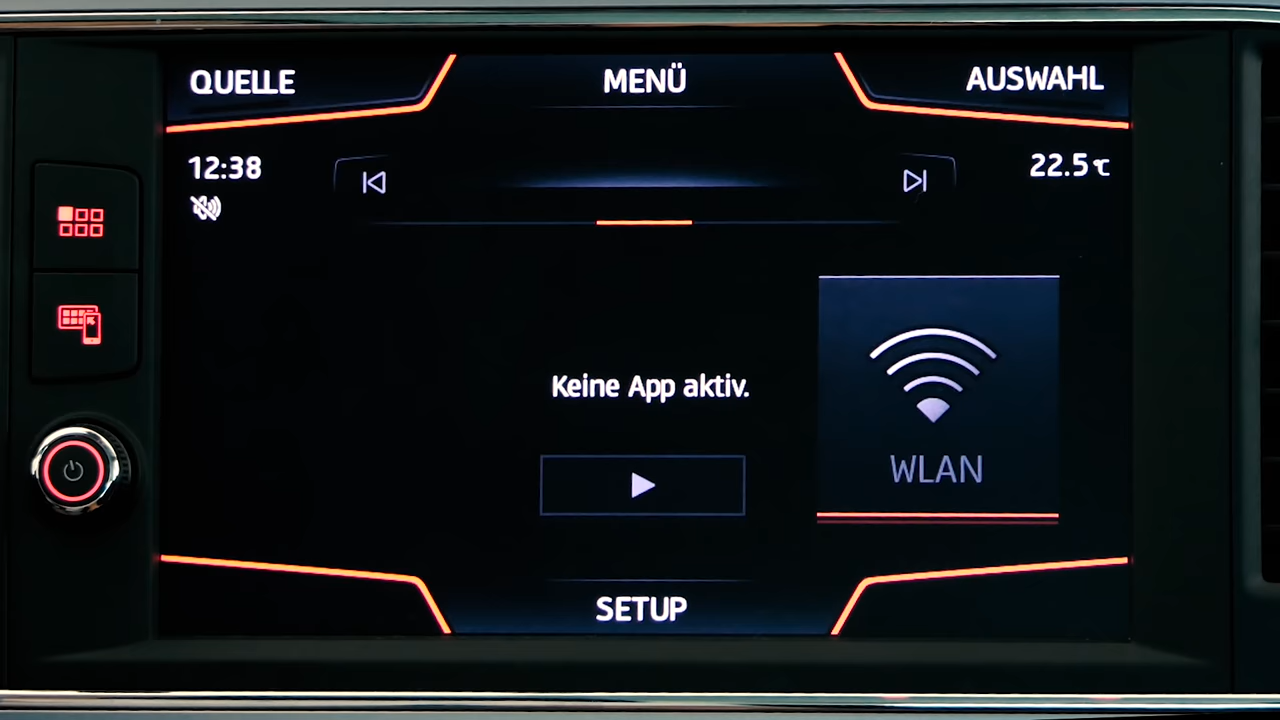 QUELLE
MENÜ
AUSWAHL
12:38
22.5℃
Keine App aktiv.
WLAN
SETUP